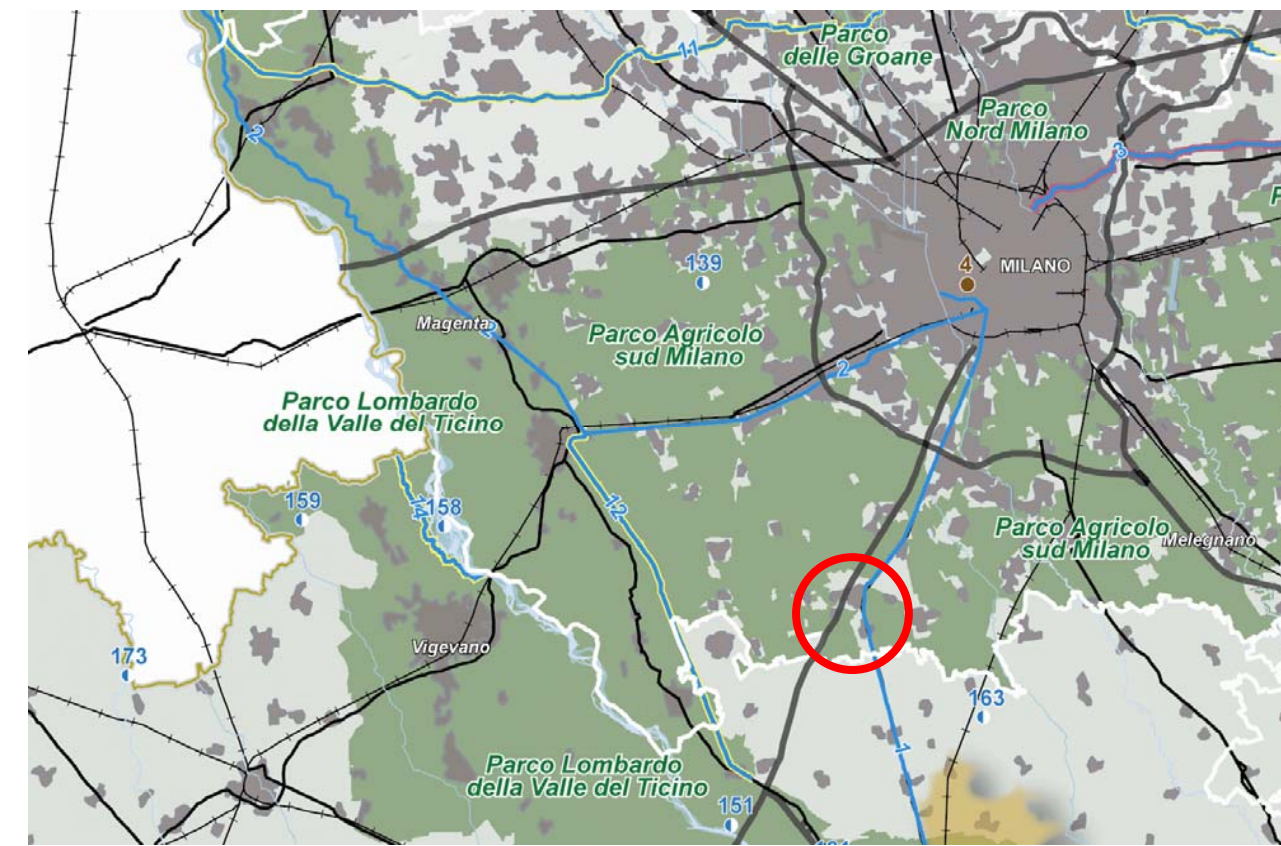 Parco
delle Groane
11
Parco
Nord Milano
2
3
P
139
4
MILANO
Magenta
2
Parco Agricolo
sud Milano
2
Parco Lombardo
della Valle del Ticino
159
14
158
12
Parco Agricolo
sud Milano
Melegnano
Vigevano
173
163
1
Parco Lombardo
della Valle del Ticino
151